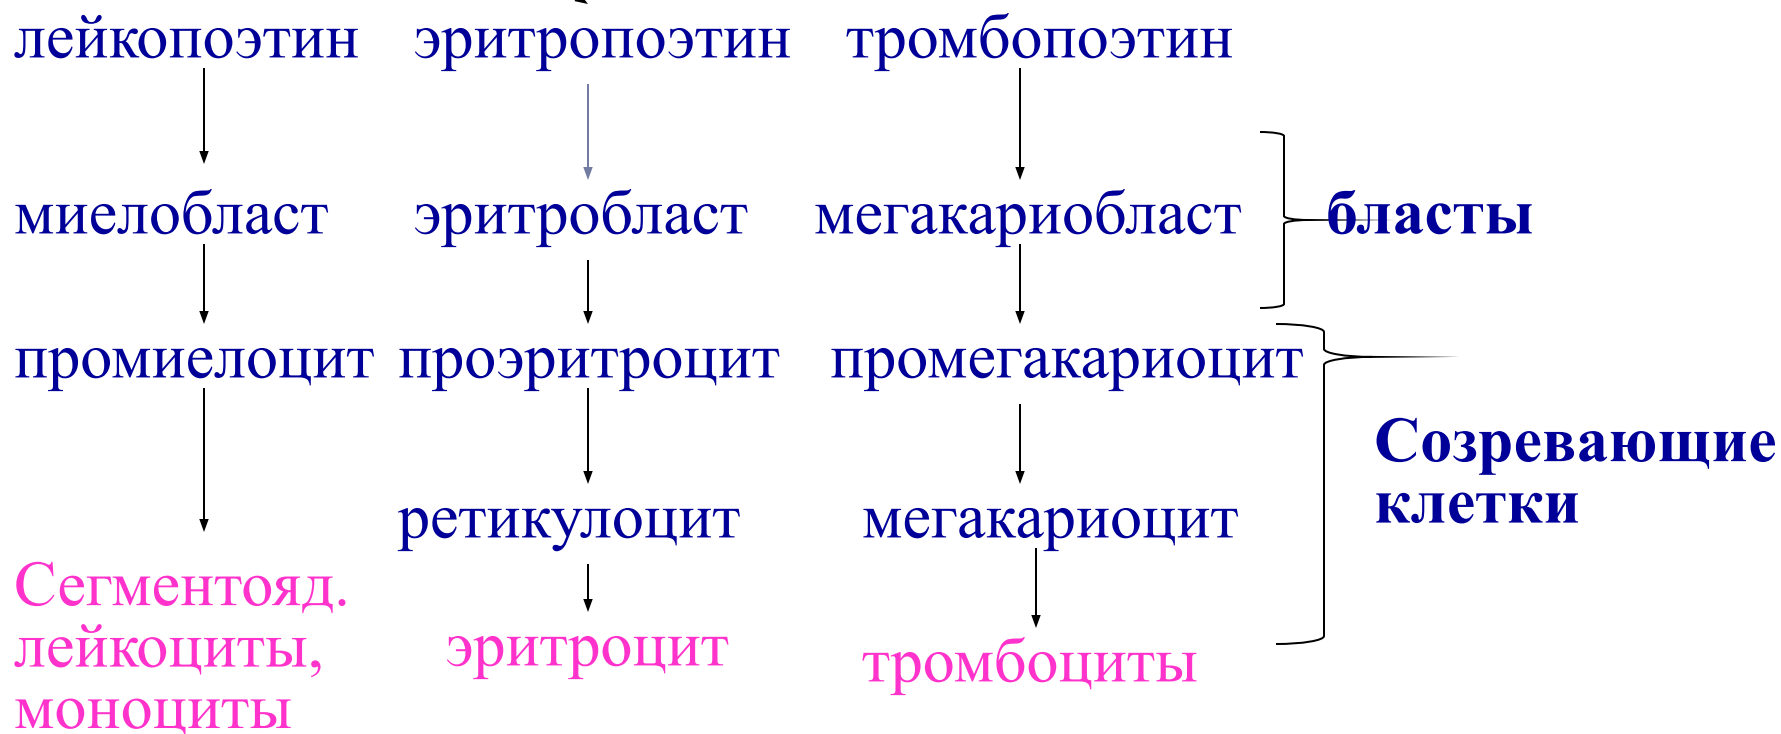 лейкопоэтин эритропоэтин тромбопоэтин
миелобласт эритробласт мегакариобласт бласты
промиелоцит проэритроцит промегакариоцит
Созревающие
клетки
ретикулоцит мегакариоцит
Сегментояд.
лейкоциты,
моноциты
эритроцит
тромбоциты